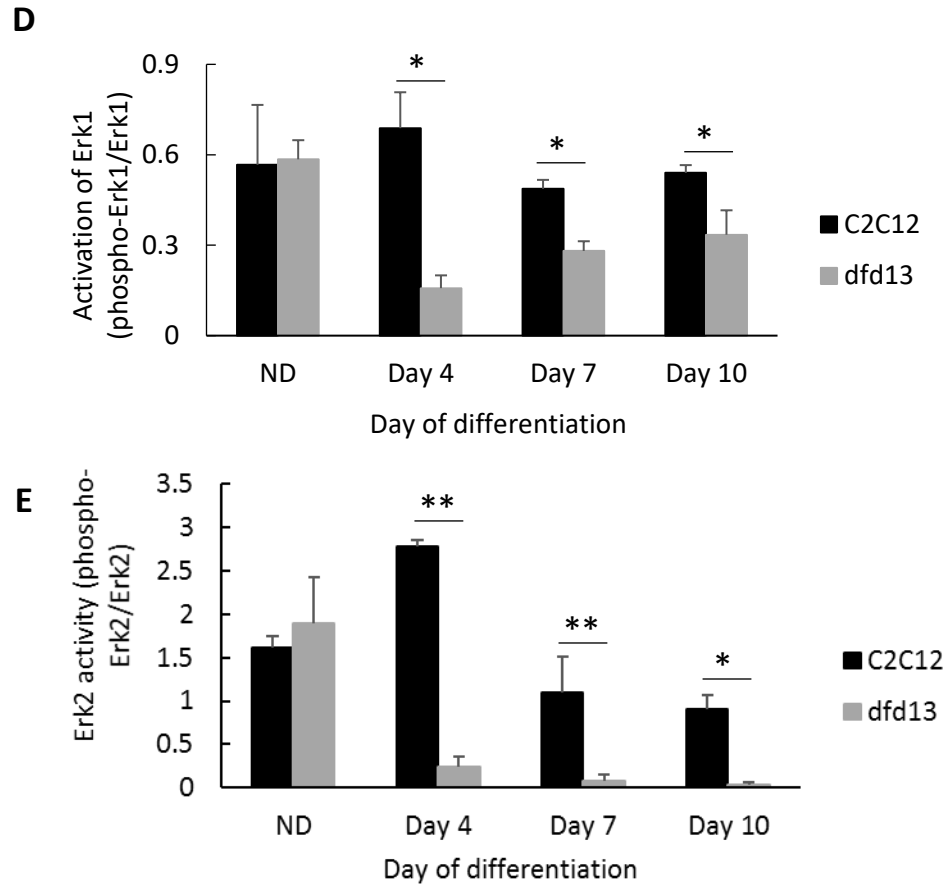 D
Activation of Erk1
(phospho-Erk1/Erk1)
0.9
0.6
0.3
0
*
*
*
ND
Day 4
Day 7
Day 10
Day of differentiation
C2C12
dfd13
E
Erk2 activity (phospho-
Erk2/Erk2)
3.5
3
2.5
2
1.5
1
0.5
0
**
**
*
ND
Day 4
Day 7
Day 10
Day of differentiation
C2C12
dfd13